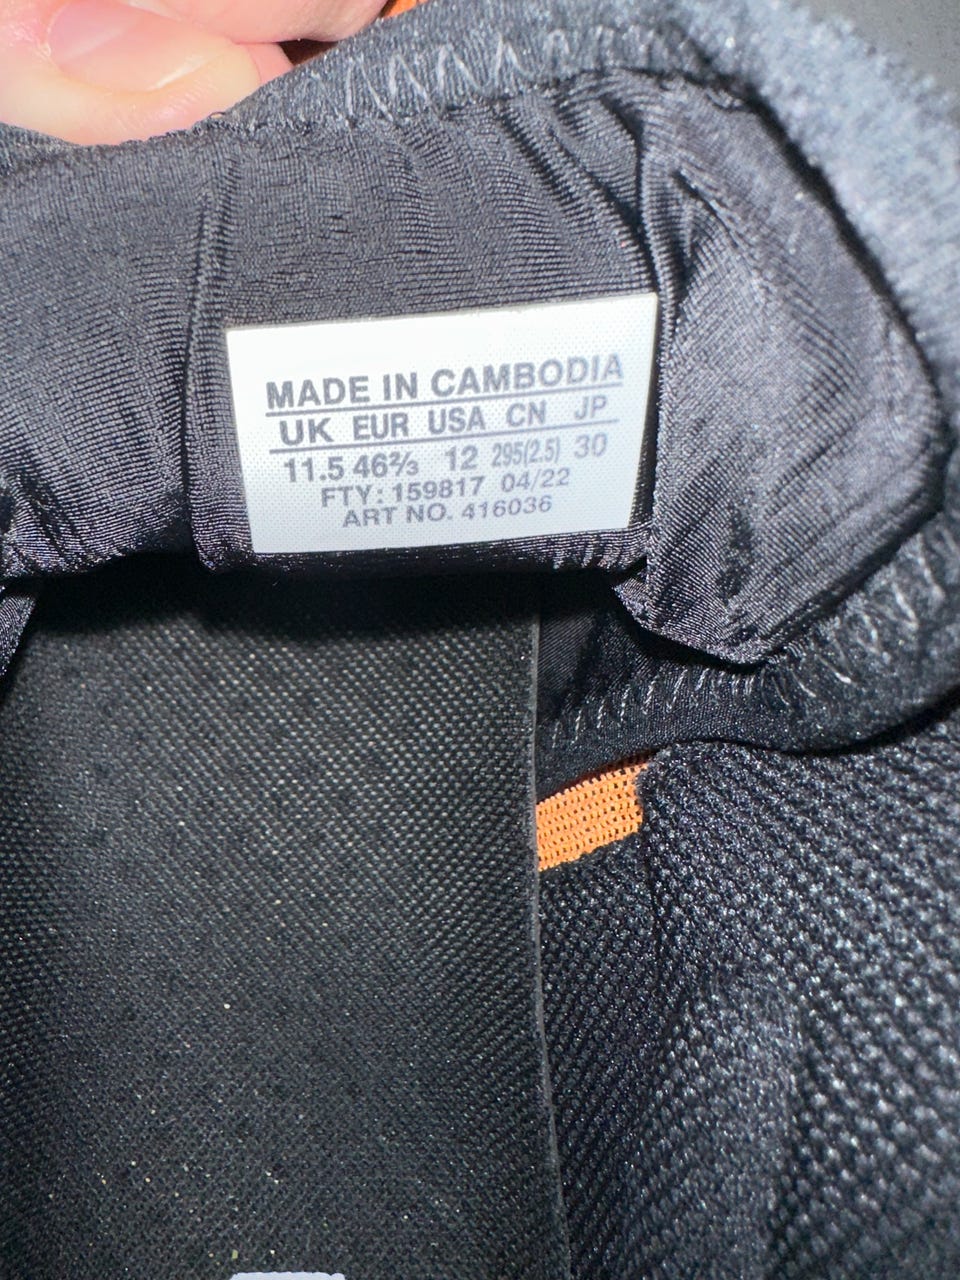 MADE IN CAMBODIA
UK EUR USA CN JP
11.5 46⅔ 12 295(2.5) 30
FTY: 159817 04/22
ART NO. 416036